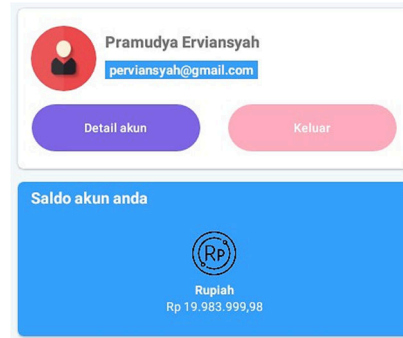 Pramudya Erviansyah
perviansyah@gmail.com
Detail akun
Keluar
Saldo akun anda
RP
Rupiah
Rp 19.983.999,98